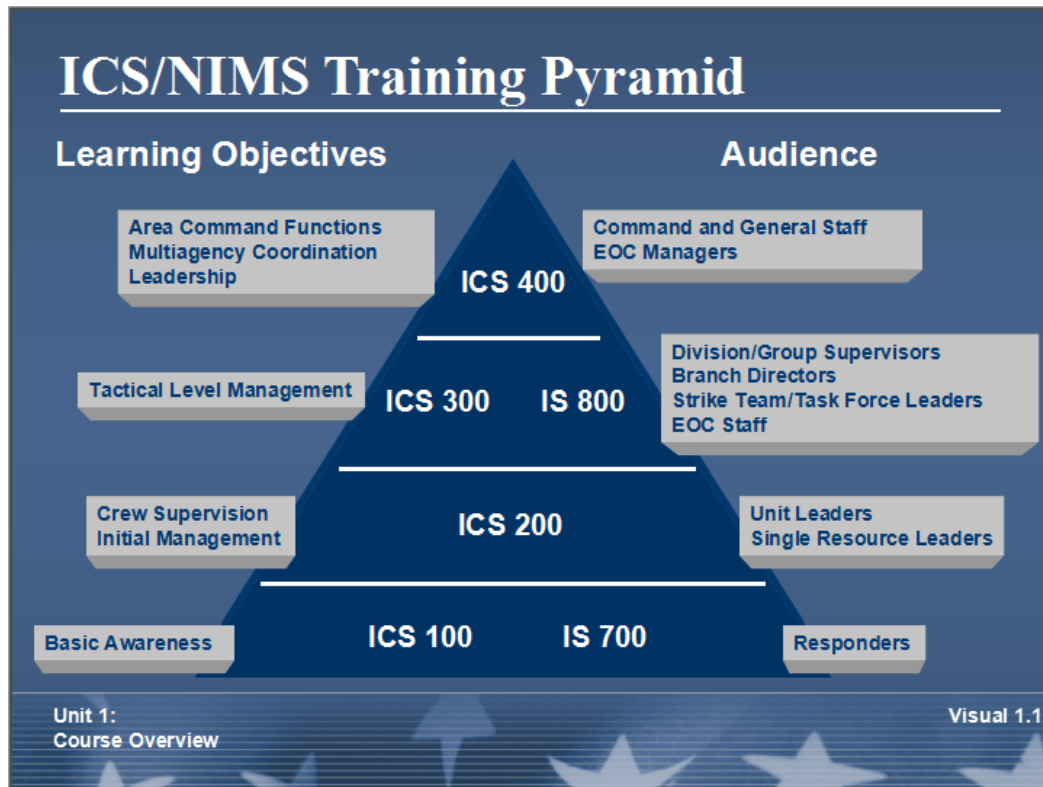 ICS/NIMS Training Pyramid
Learning Objectives
Audience
Area Command Functions
Multiagency Coordination
Leadership
ICS 400
Command and General Staff
EOC Managers
Tactical Level Management
ICS 300
IS 800
Division/Group Supervisors
Branch Directors
Strike Team/Task Force Leaders
EOC Staff
Crew Supervision
Initial Management
ICS 200
Unit Leaders
Single Resource Leaders
Basic Awareness
ICS 100
IS 700
Responders
Unit 1:
Course Overview
Visual 1.1